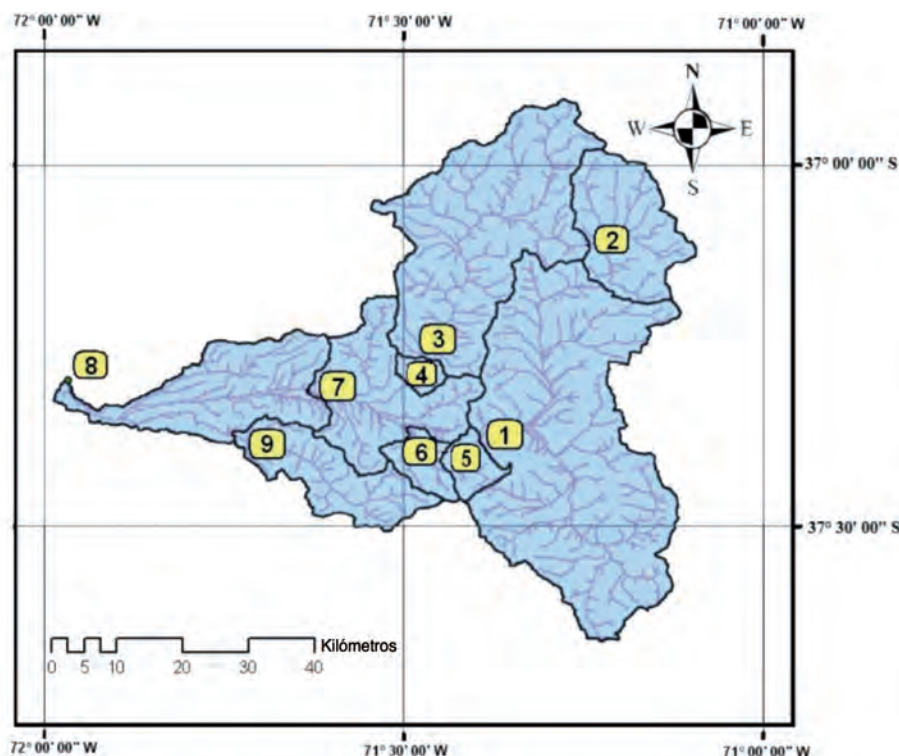 72° 00' 00'' W
71° 30' 00'' W
71° 00' 00'' W
N
W
E
S
37° 00' 00'' S
2
3
8
4
7
1
9
6
5
37° 30' 00'' S
Kilómetros
0 5 10 20 30 40
72° 00' 00'' W
71° 30' 00'' W
71° 00' 00'' W